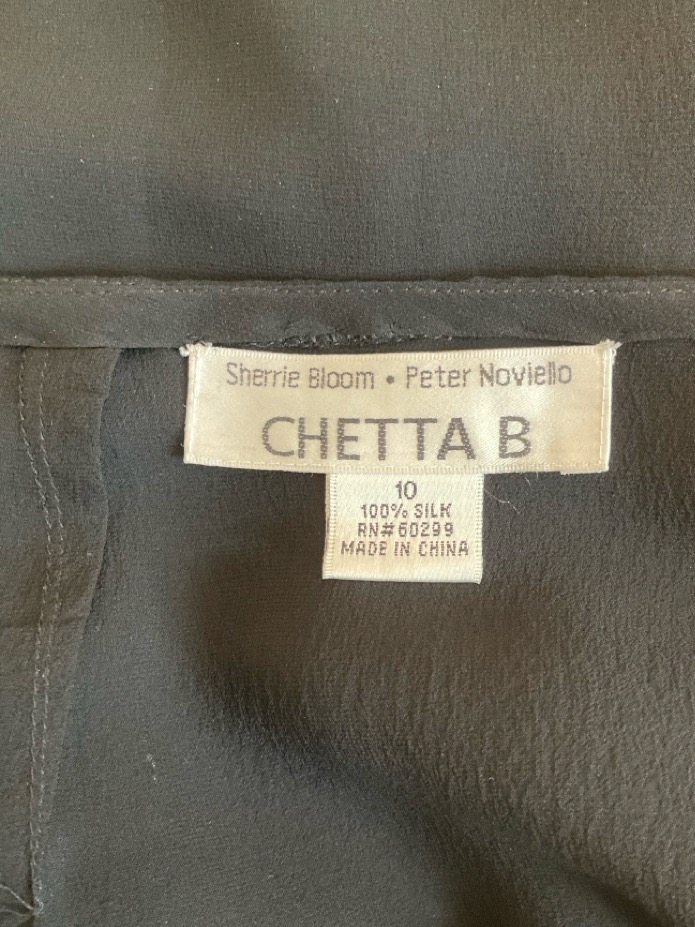 Sherrie Bloom • Peter Noviello
CHETTA B
10
100% SILK
RN#60299
MADE IN CHINA